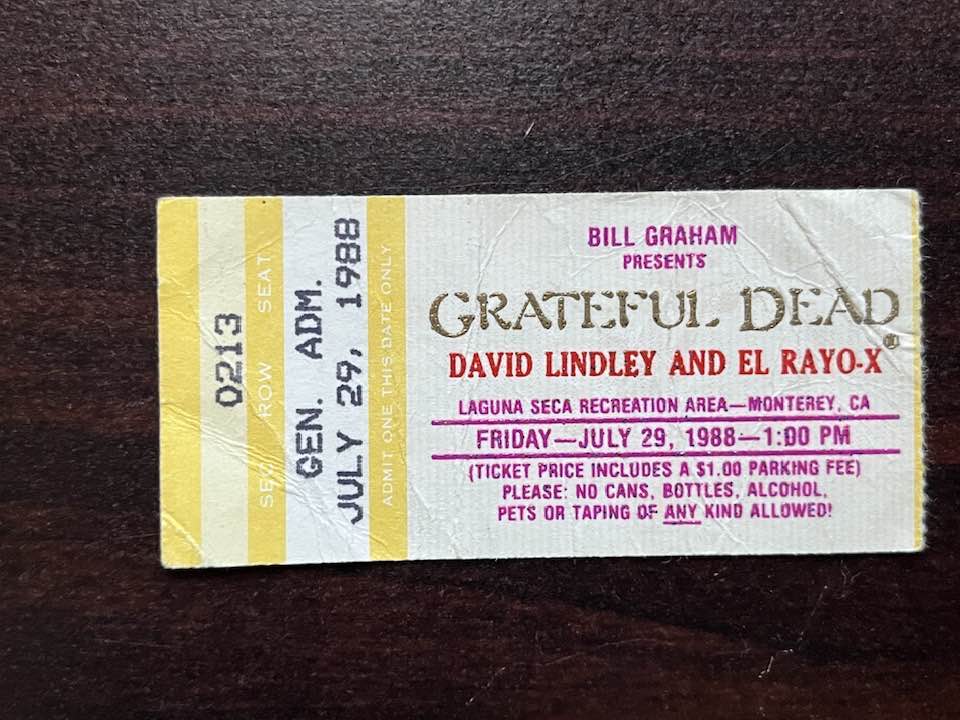 0213
SEC ROW SEAT
GEN. ADM.
JULY 29, 1988
ADMIT ONE THIS DATE ONLY
BILL GRAHAM
PRESENTS
GRATEFUL DEAD®
DAVID LINDLEY AND EL RAYO-X
LAGUNA SECA RECREATION AREA—MONTEREY, CA
FRIDAY—JULY 29, 1988—1:00 PM
(TICKET PRICE INCLUDES A $1.00 PARKING FEE)
PLEASE: NO CANS, BOTTLES, ALCOHOL,
PETS OR TAPING OF ANY KIND ALLOWED!